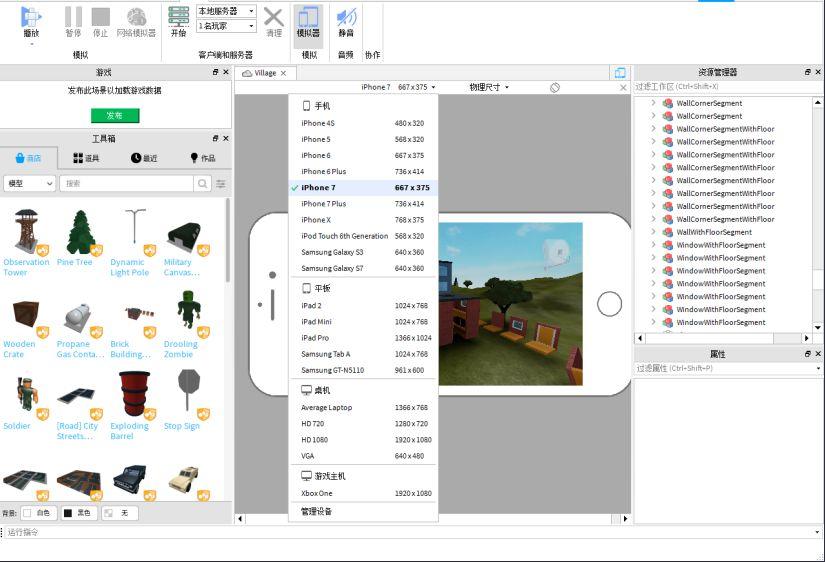 播放
暂停
停止
网络模拟器
模拟
开始
本地服务器
1名玩家
清理
客户端和服务器
模拟器
模拟
静音
音频
协作
游戏
发布此场景以加载游戏数据
发布
工具箱
商店
道具
最近
作品
模型
搜索
Observation Tower
Pine Tree
Dynamic Light Pole
Military Canvas...
Wooden Crate
Propane Gas Conta...
Brick Building...
Drooling Zombie
Soldier
[Road] City Streets...
Exploding Barrel
Stop Sign
背景:
白色
黑色
无
运行指令
Village
iPhone 7 667 x 375
物理尺寸
手机
iPhone 4S 480 x 320
iPhone 5 568 x 320
iPhone 6 667 x 375
iPhone 6 Plus 736 x 414
iPhone 7 667 x 375
iPhone 7 Plus 736 x 414
iPhone X 768 x 375
iPod Touch 6th Generation 568 x 320
Samsung Galaxy S3 640 x 360
Samsung Galaxy S7 640 x 360
平板
iPad 2 1024 x 768
iPad Mini 1024 x 768
iPad Pro 1366 x 1024
Samsung Tab A 1024 x 768
Samsung GT-N5110 961 x 600
桌机
Average Laptop 1366 x 768
HD 720 1280 x 720
HD 1080 1920 x 1080
VGA 640 x 480
游戏主机
Xbox One 1920 x 1080
管理设备
资源管理器
过滤工作区 (Ctrl+Shift+X)
WallCornerSegment
WallCornerSegment
WallCornerSegmentWithFloor
WallCornerSegmentWithFloor
WallCornerSegmentWithFloor
WallCornerSegmentWithFloor
WallCornerSegmentWithFloor
WallCornerSegmentWithFloor
WallCornerSegmentWithFloor
WallCornerSegmentWithFloor
WallWithFloorSegment
WindowWithFloorSegment
WindowWithFloorSegment
WindowWithFloorSegment
WindowWithFloorSegment
WindowWithFloorSegment
WindowWithFloorSegment
WindowWithFloorSegment
属性
过滤属性 (Ctrl+Shift+P)